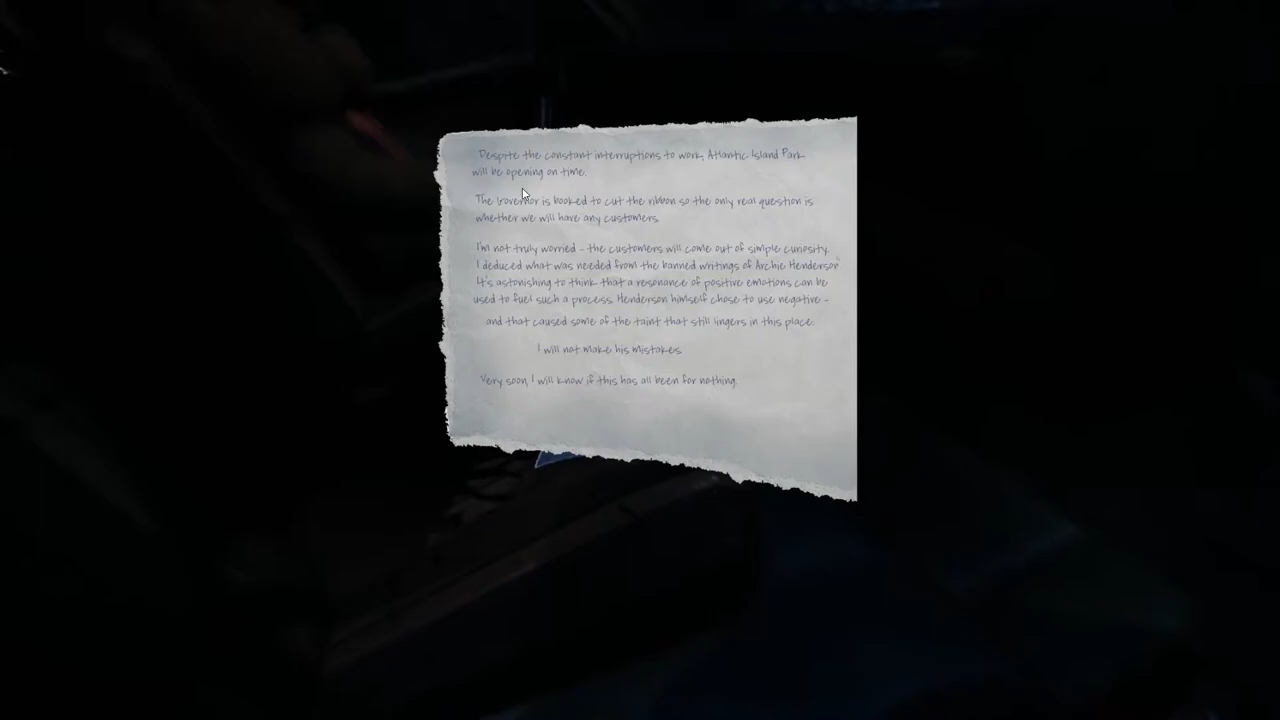 Despite the constant interruptions to work, Atlantic Island Park
will be opening on time.
The Governor is booked to cut the ribbon so the only real question is
whether we will have any customers.
I'm not truly worried - the customers will come out of simple curiosity.
I deduced what was needed from the banned writings of Archie Henderson.
It's astonishing to think that a resonance of positive emotions can be
used to fuel such a process. Henderson himself chose to use negative -
and that caused some of the taint that still lingers in this place.
I will not make his mistakes.
Very soon, I will know if this has all been for nothing.